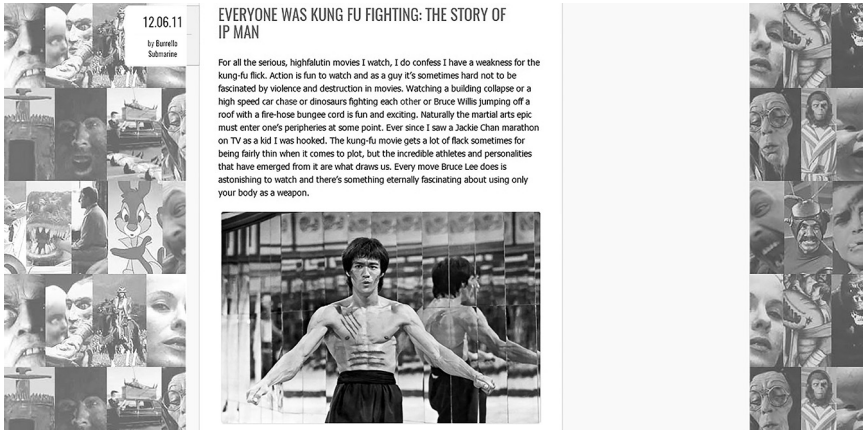 12.06.11
by Burrello
Submarine
EVERYONE WAS KUNG FU FIGHTING: THE STORY OF
IP MAN
For all the serious, highfalutin movies I watch, I do confess I have a weakness for the
kung-fu flick. Action is fun to watch and as a guy it's sometimes hard not to be
fascinated by violence and destruction in movies. Watching a building collapse or a
high speed car chase or dinosaurs fighting each other or Bruce Willis jumping off a
roof with a fire-hose bungee cord is fun and exciting. Naturally the martial arts epic
must enter one's peripheries at some point. Ever since I saw a Jackie Chan marathon
on TV as a kid I was hooked. The kung-fu movie gets a lot of flack sometimes for
being fairly thin when it comes to plot, but the incredible athletes and personalities
that have emerged from it are what draws us. Every move Bruce Lee does is
astonishing to watch and there's something eternally fascinating about using only
your body as a weapon.